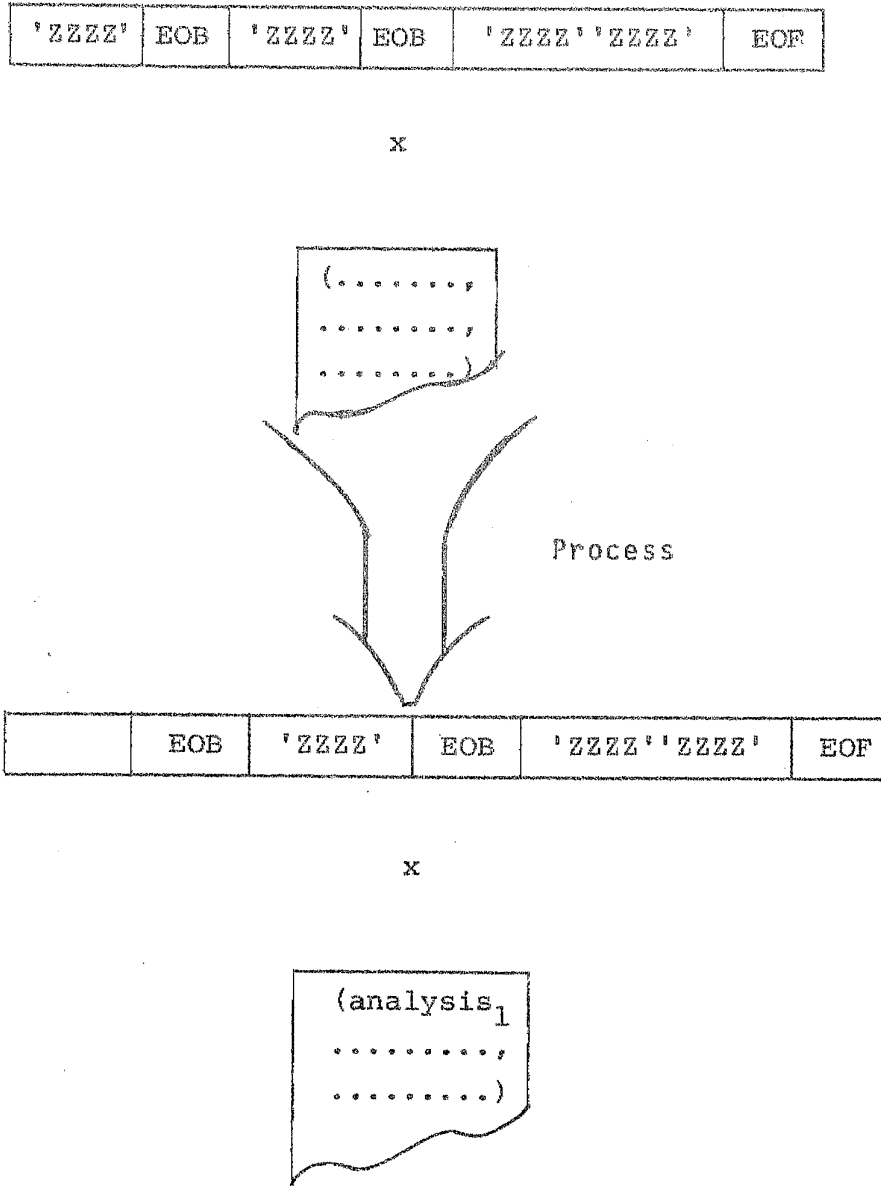 'ZZZZ' EOB 'ZZZZ' EOB 'ZZZZ''ZZZZ' EOF
x
(........,
........,
........)
Process
EOB 'ZZZZ' EOB 'ZZZZ''ZZZZ' EOF
x
(analysis1
.........,
.........)